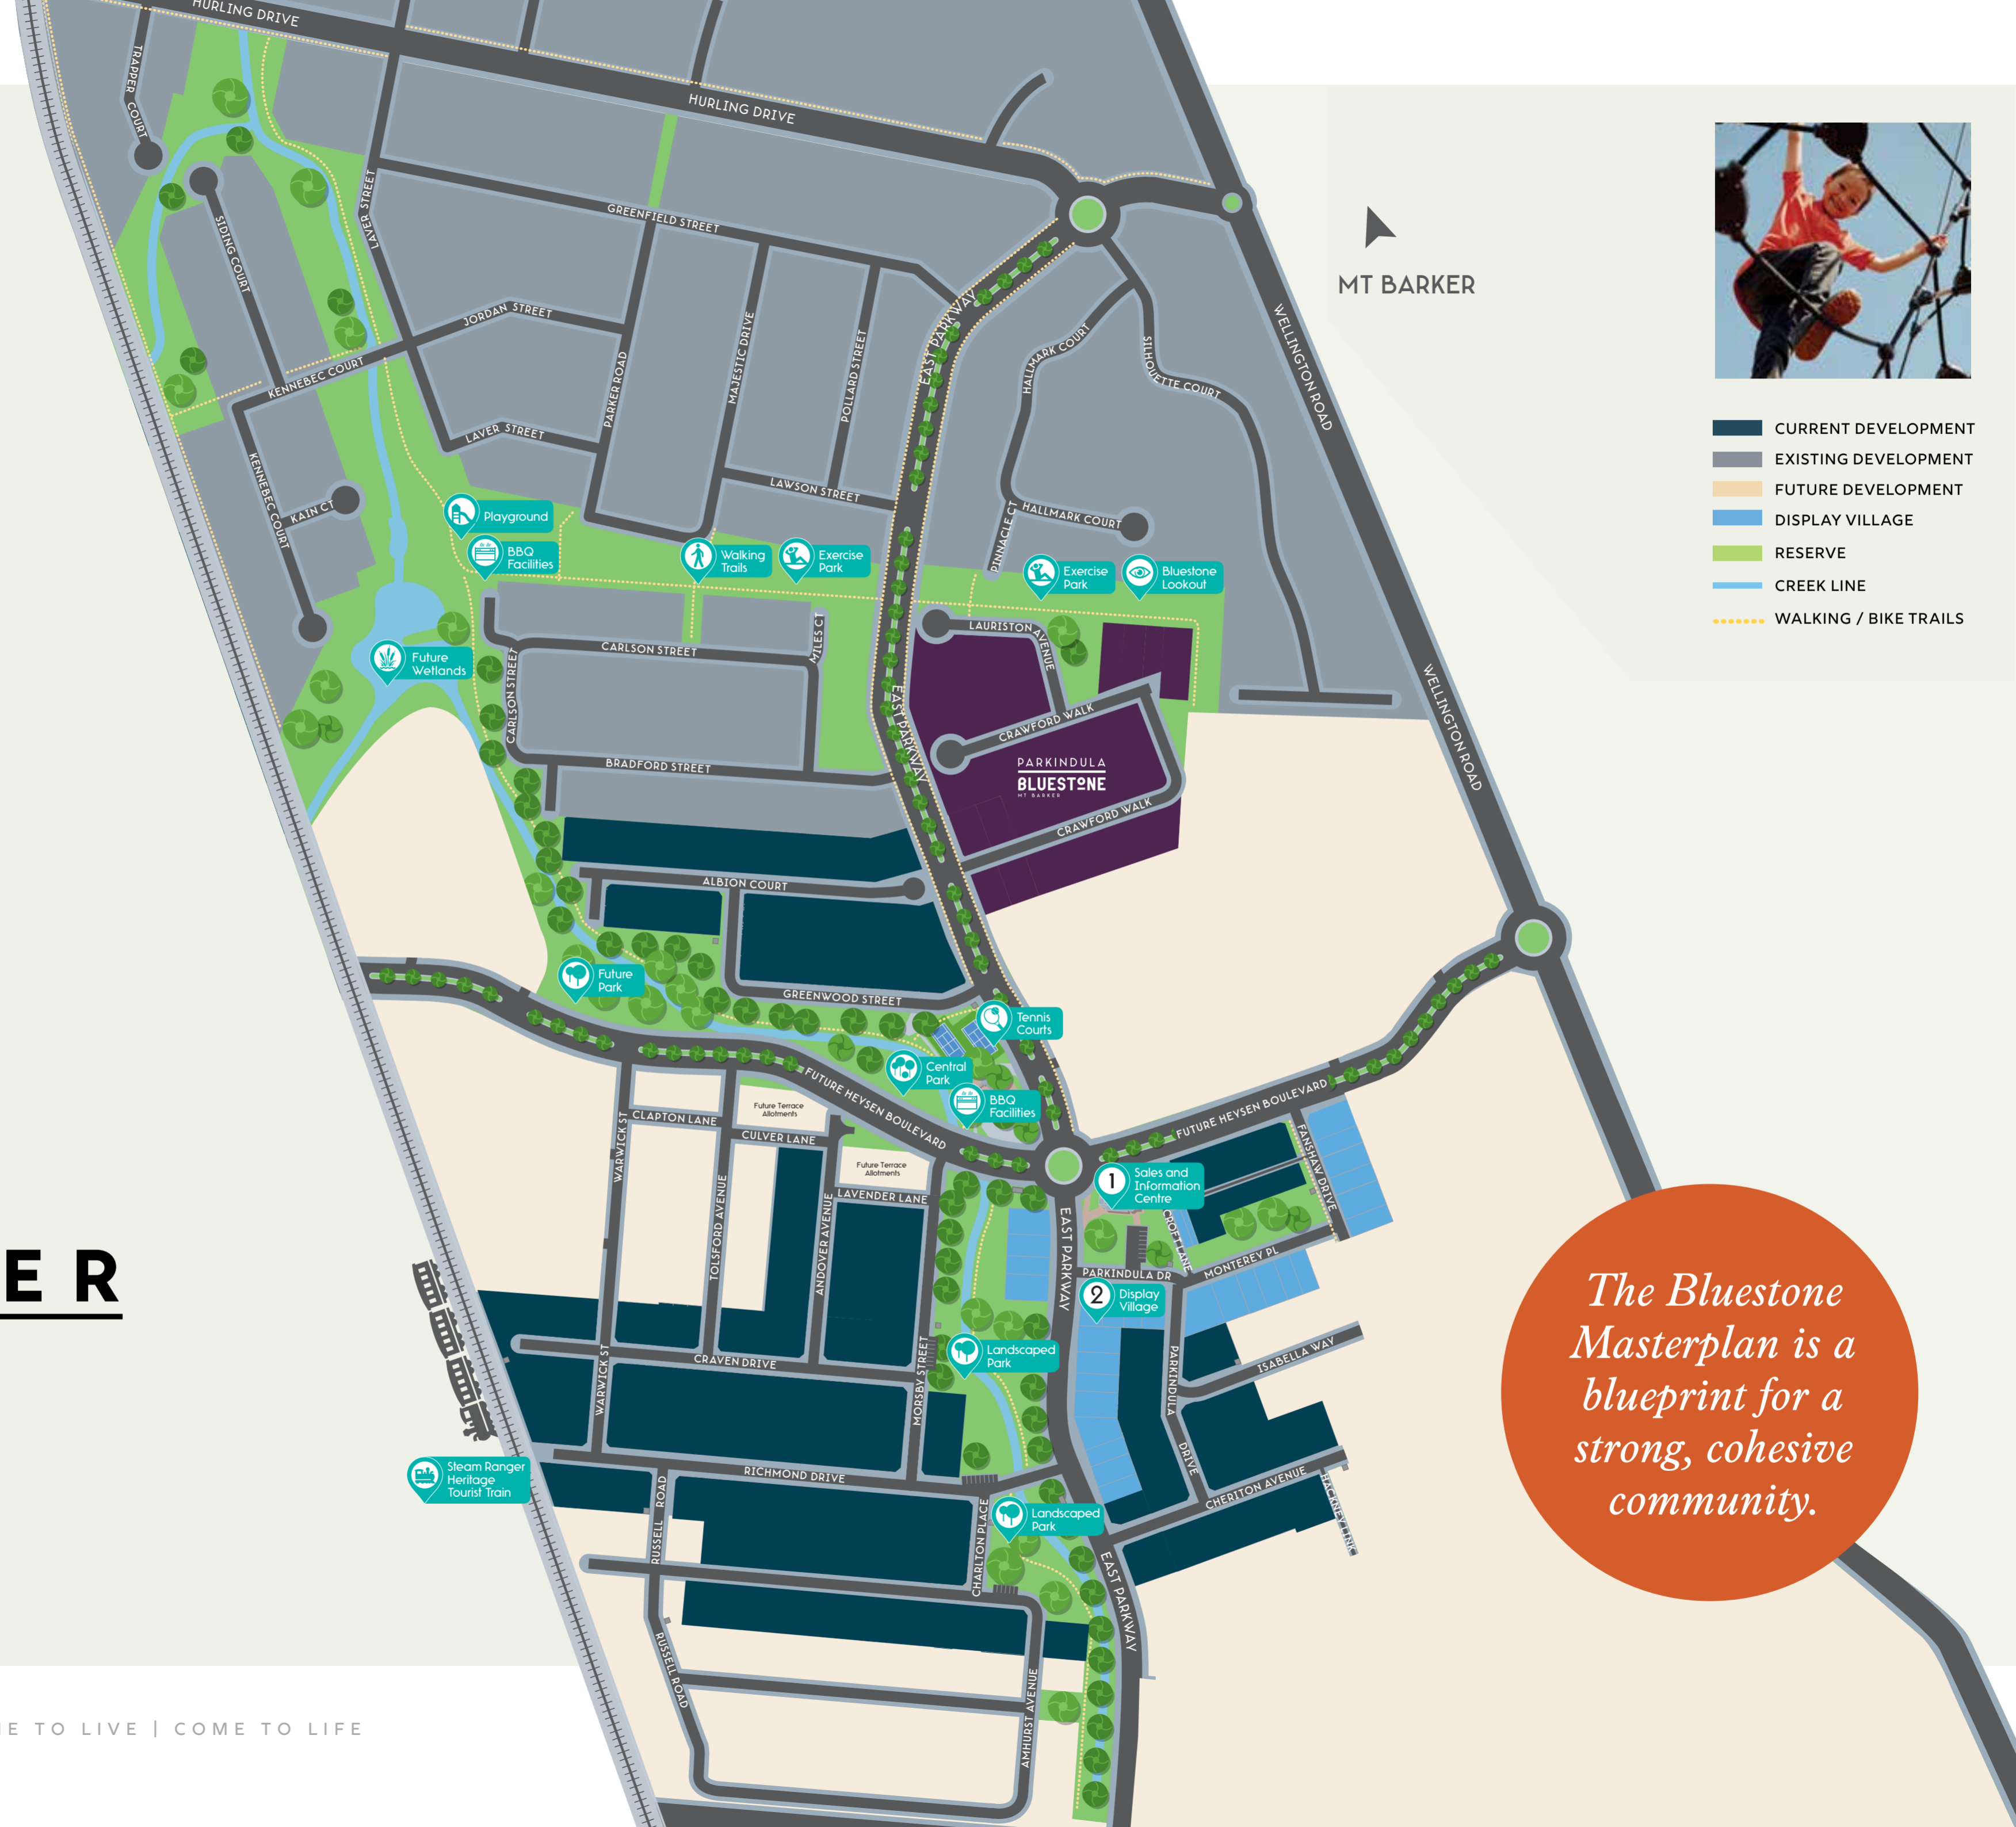 HURLING DRIVE
TRAPPER COURT
HURLING DRIVE
LAVER STREET
SIDING COURT
GREENFIELD STREET
MT BARKER
CURRENT DEVELOPMENT
EXISTING DEVELOPMENT
FUTURE DEVELOPMENT
DISPLAY VILLAGE
RESERVE
CREEK LINE
WALKING / BIKE TRAILS
WELLINGTON ROAD
JORDAN STREET
EAST PARKWAY
HALLMARK COURT
SILHOUETTE COURT
KENNEBEC COURT
PARKER ROAD
MAJESTIC DRIVE
POLLARD STREET
LAVER STREET
LAWSON STREET
KENNEBEC COURT
KAIN CT
HALLMARK COURT
PINNACLE CT
Playground
BBQ
Facilities
Walking
Trails
Exercise
Park
Exercise
Park
Bluestone
Lookout
LAURISTON AVENUE
CARLSON STREET
MILES CT
Future
Wetlands
CARLSON STREET
EAST PARKWAY
CRAWFORD WALK
WELLINGTON ROAD
BRADFORD STREET
PARKINDULA
BLUESTONE
MT BARKER
CRAWFORD WALK
ALBION COURT
Future
Park
GREENWOOD STREET
Tennis
Courts
Central
Park
BBQ
Facilities
FUTURE HEYSEN BOULEVARD
FUTURE HEYSEN BOULEVARD
Future Terrace
Allotments
CLAPTON LANE
CULVER LANE
WARWICK ST
Future Terrace
Allotments
LAVENDER LANE
TOLSFORD AVENUE
ANDOVER AVENUE
1
Sales and
Information
Centre
FANSHAW DRIVE
CROFT LANE
EAST PARKWAY
PARKINDULA DR
MONTEREY PL
2
Display
Village
ER
The Bluestone
Masterplan is a
blueprint for a
strong, cohesive
community.
CRAVEN DRIVE
WARWICK ST
MORSBY STREET
Landscaped
Park
PARKINDULA DRIVE
ISABELLA WAY
Steam Ranger
Heritage
Tourist Train
RICHMOND DRIVE
RUSSELL ROAD
CHARLTON PLACE
Landscaped
Park
CHERITON AVENUE
HACKNEY LINK
EAST PARKWAY
RUSSELL ROAD
AMHURST AVENUE
E TO LIVE | COME TO LIFE